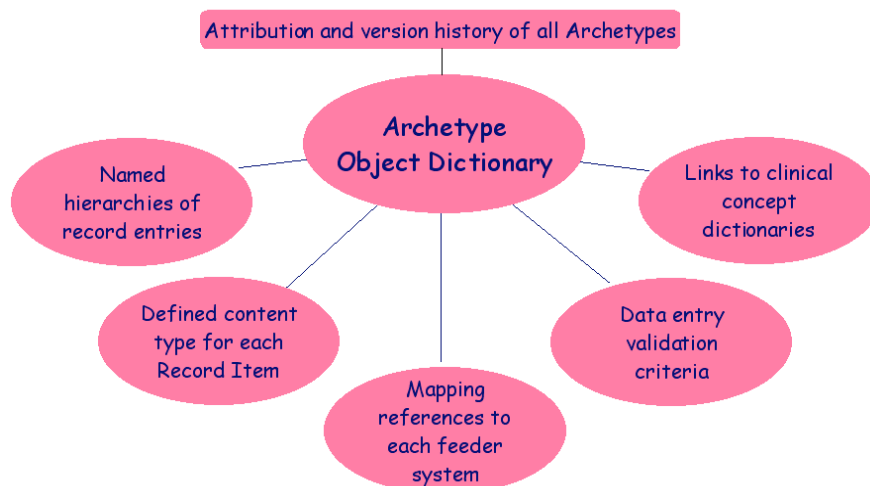 Attribution and version history of all Archetypes
Archetype
Object Dictionary
Named
hierarchies of
record entries
Links to clinical
concept
dictionaries
Defined content
type for each
Record Item
Data entry
validation
criteria
Mapping
references to
each feeder
system